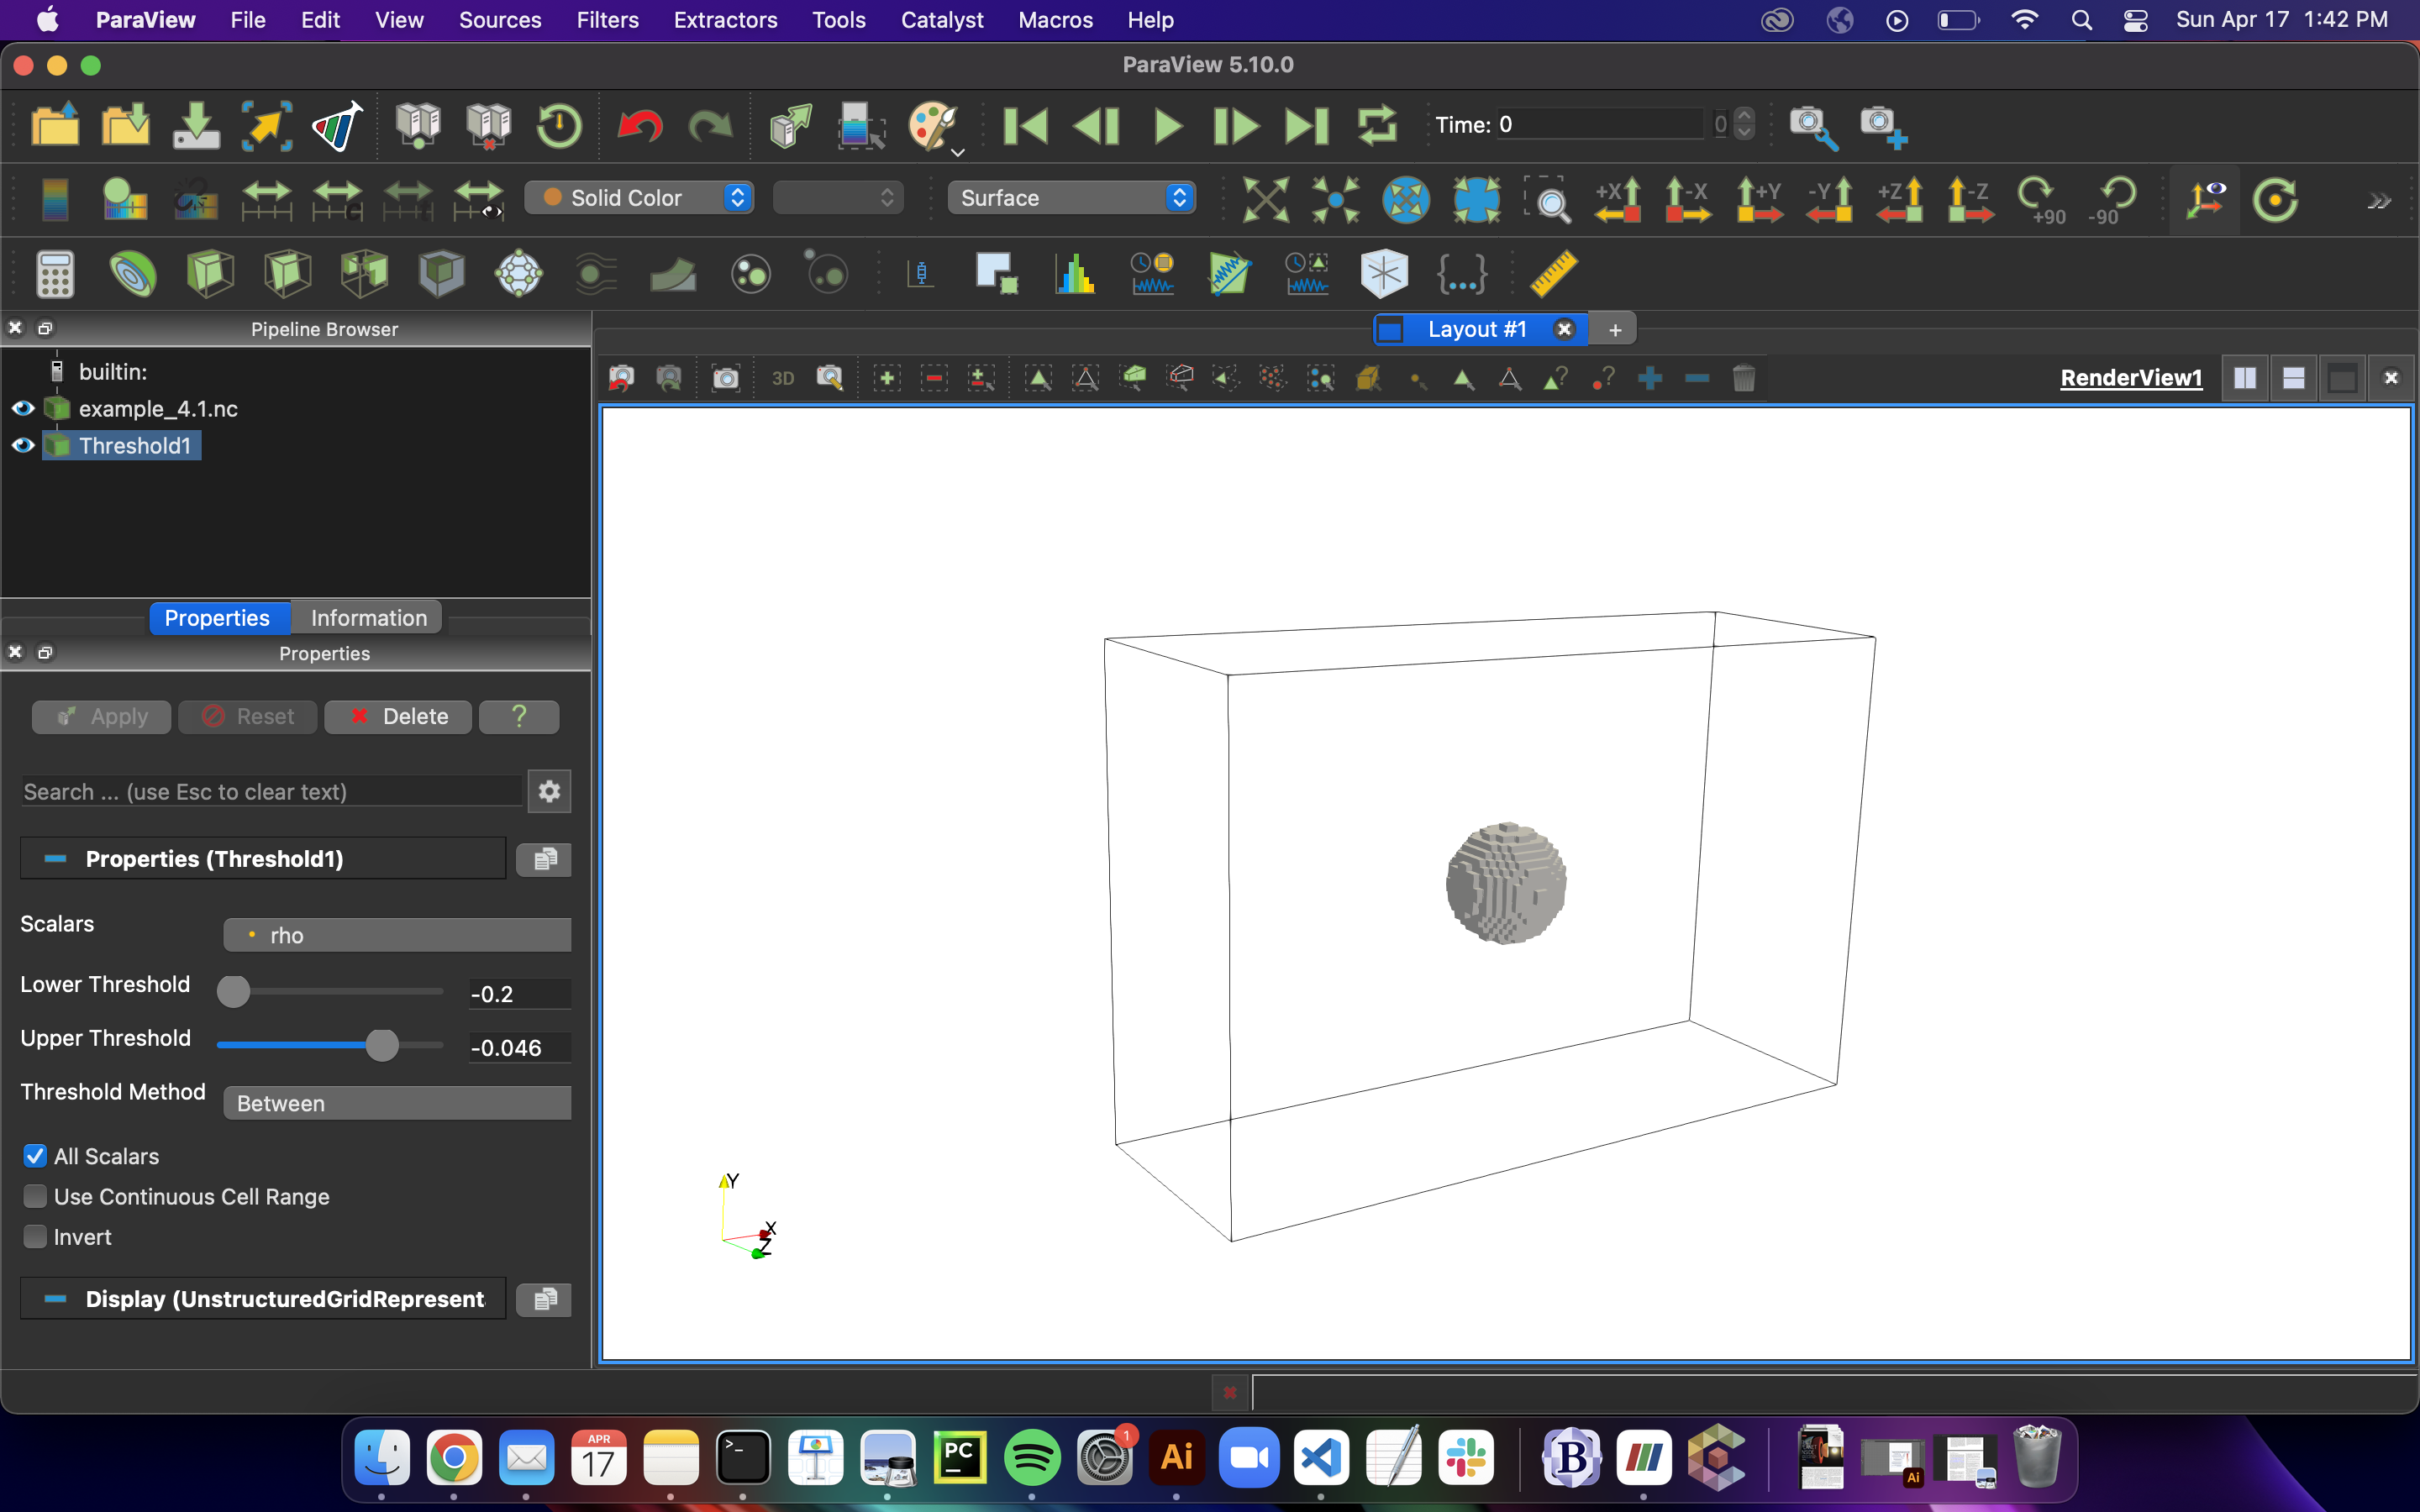 ParaView File Edit View Sources Filters Extractors Tools Catalyst Macros Help Sun Apr 17 1:42 PM
ParaView 5.10.0
Time: 0 0
Solid Color Surface +X -X +Y -Y +Z -Z +90 -90
Pipeline Browser
Layout #1 +
builtin:
3D RenderView1
example_4.1.nc
Threshold1
Properties Information
Properties
Apply Reset Delete ?
Search ... (use Esc to clear text)
Properties (Threshold1)
Scalars rho
Lower Threshold -0.2
Upper Threshold -0.046
Threshold Method Between
All Scalars
Use Continuous Cell Range
Invert
Display (UnstructuredGridRepresent
Y
X
Z
APR
17
>_
PC
1
Ai
B
Ai